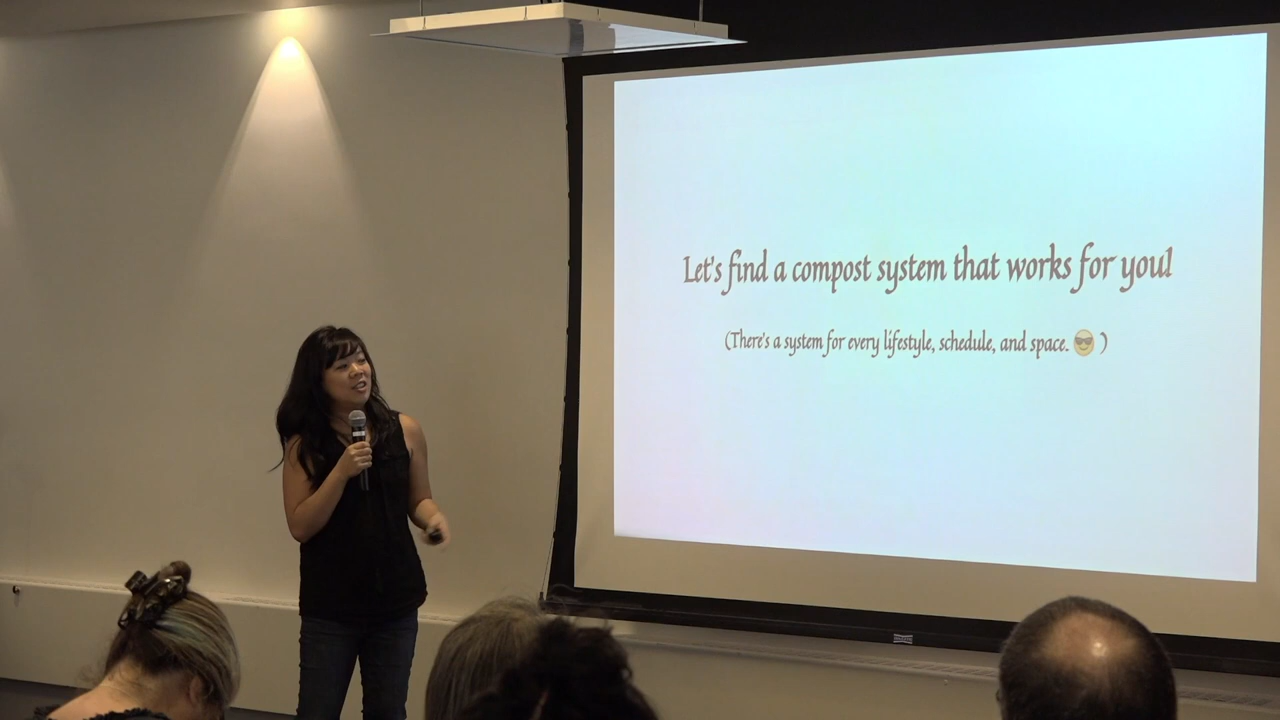 Let's find a compost system that works for you!
(There's a system for every lifestyle, schedule, and space. 😎 )